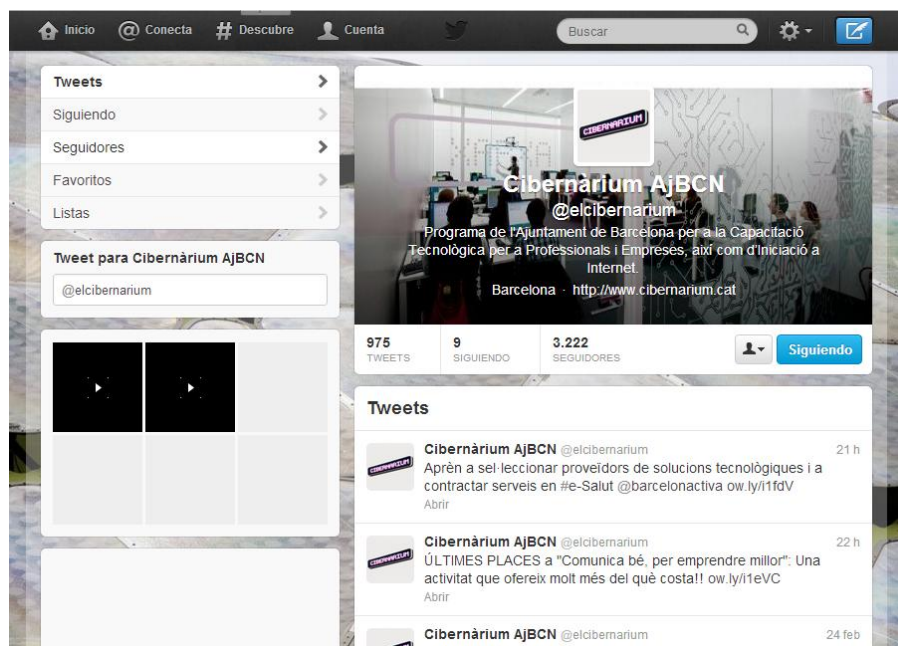 Inicio
Conecta
Descubre
Cuenta
Buscar
Tweets
Siguiendo
Seguidores
Favoritos
Listas
Tweet para Cibernàrium AjBCN
@elcibernarium
CIBERNARIUM
Cibernàrium AjBCN
@elcibernarium
Programa de l'Ajuntament de Barcelona per a la Capacitació
Tecnològica per a Professionals i Empreses, així com d'Iniciació a
Internet.
Barcelona · http://www.cibernarium.cat
975 9 3.222
TWEETS SIGUIENDO SEGUIDORES
Siguiendo
Tweets
Cibernàrium AjBCN @elcibernarium 21 h
Aprèn a sel·leccionar proveïdors de solucions tecnològiques i a
contractar serveis en #e-Salut @barcelonactiva ow.ly/i1fdV
Abrir
CIBERNARIUM
Cibernàrium AjBCN @elcibernarium 22 h
ÚLTIMES PLACES a "Comunica bé, per emprendre millor": Una
activitat que ofereix molt més del què costa!! ow.ly/i1eVC
Abrir
CIBERNARIUM
Cibernàrium AjBCN @elcibernarium 24 feb